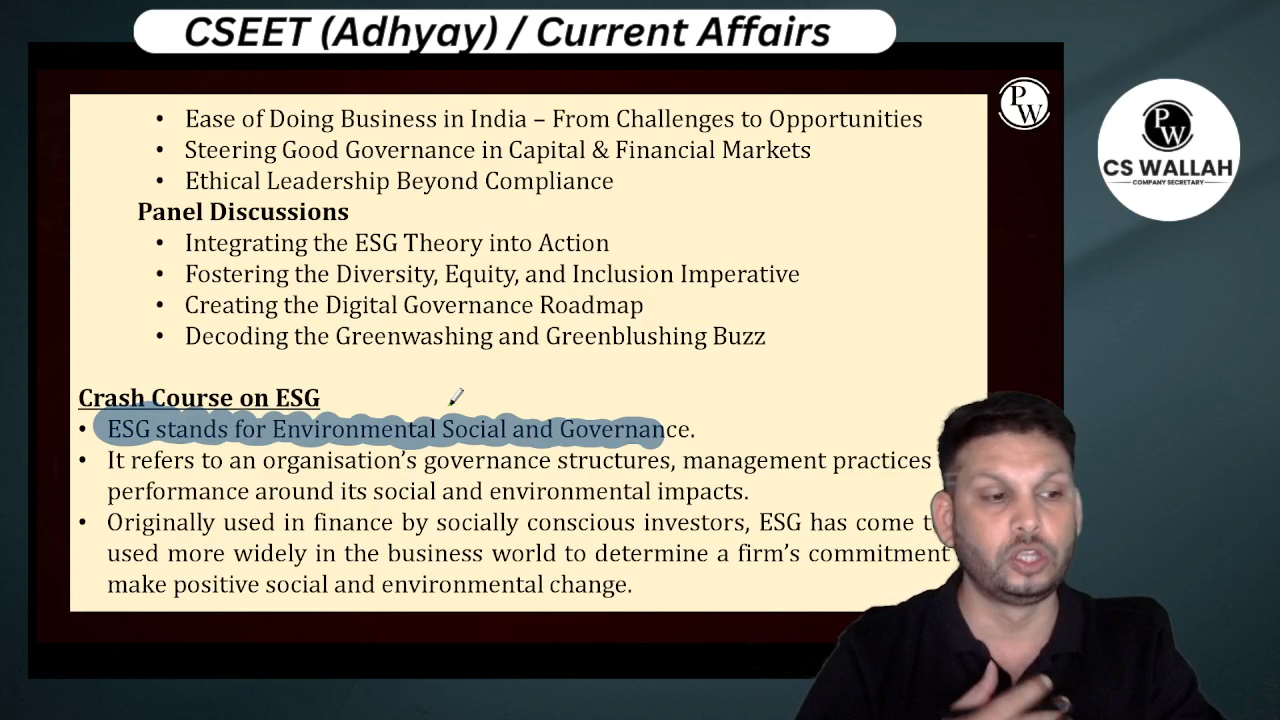 CSEET (Adhyay) / Current Affairs
• Ease of Doing Business in India – From Challenges to Opportunities
• Steering Good Governance in Capital & Financial Markets
• Ethical Leadership Beyond Compliance
Panel Discussions
• Integrating the ESG Theory into Action
• Fostering the Diversity, Equity, and Inclusion Imperative
• Creating the Digital Governance Roadmap
• Decoding the Greenwashing and Greenblushing Buzz
Crash Course on ESG
• ESG stands for Environmental Social and Governance.
• It refers to an organisation's governance structures, management practices
performance around its social and environmental impacts.
• Originally used in finance by socially conscious investors, ESG has come
used more widely in the business world to determine a firm's commitment
make positive social and environmental change.
PW
PW
CS WALLAH
COMPANY SECRETARY